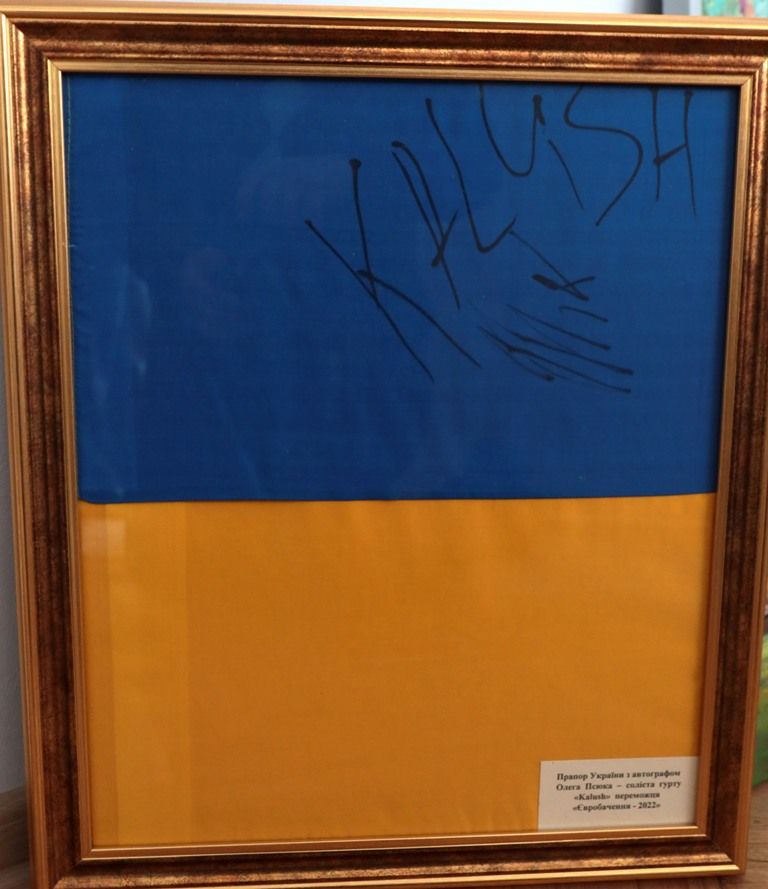 KALUSH
Прапор України з автографом
Олега Псюка – соліста гурту
«Kalush» переможця
«Євробачення - 2022»